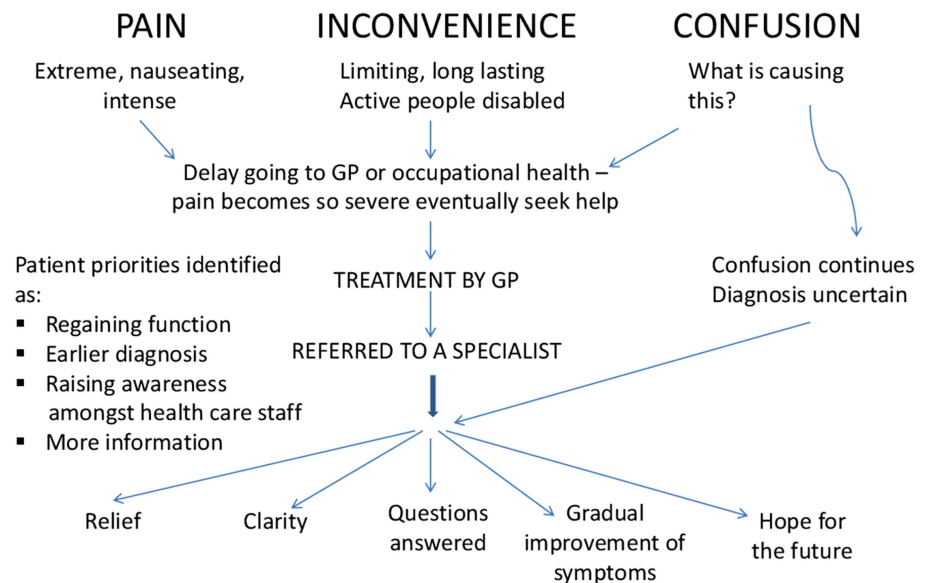 PAIN
Extreme, nauseating,
intense
INCONVENIENCE
Limiting, long lasting
Active people disabled
CONFUSION
What is causing
this?
Delay going to GP or occupational health –
pain becomes so severe eventually seek help
Patient priorities identified
as:
▪ Regaining function
▪ Earlier diagnosis
▪ Raising awareness
amongst health care staff
▪ More information
TREATMENT BY GP
REFERRED TO A SPECIALIST
Confusion continues
Diagnosis uncertain
Relief
Clarity
Questions
answered
Gradual
improvement of
symptoms
Hope for
the future